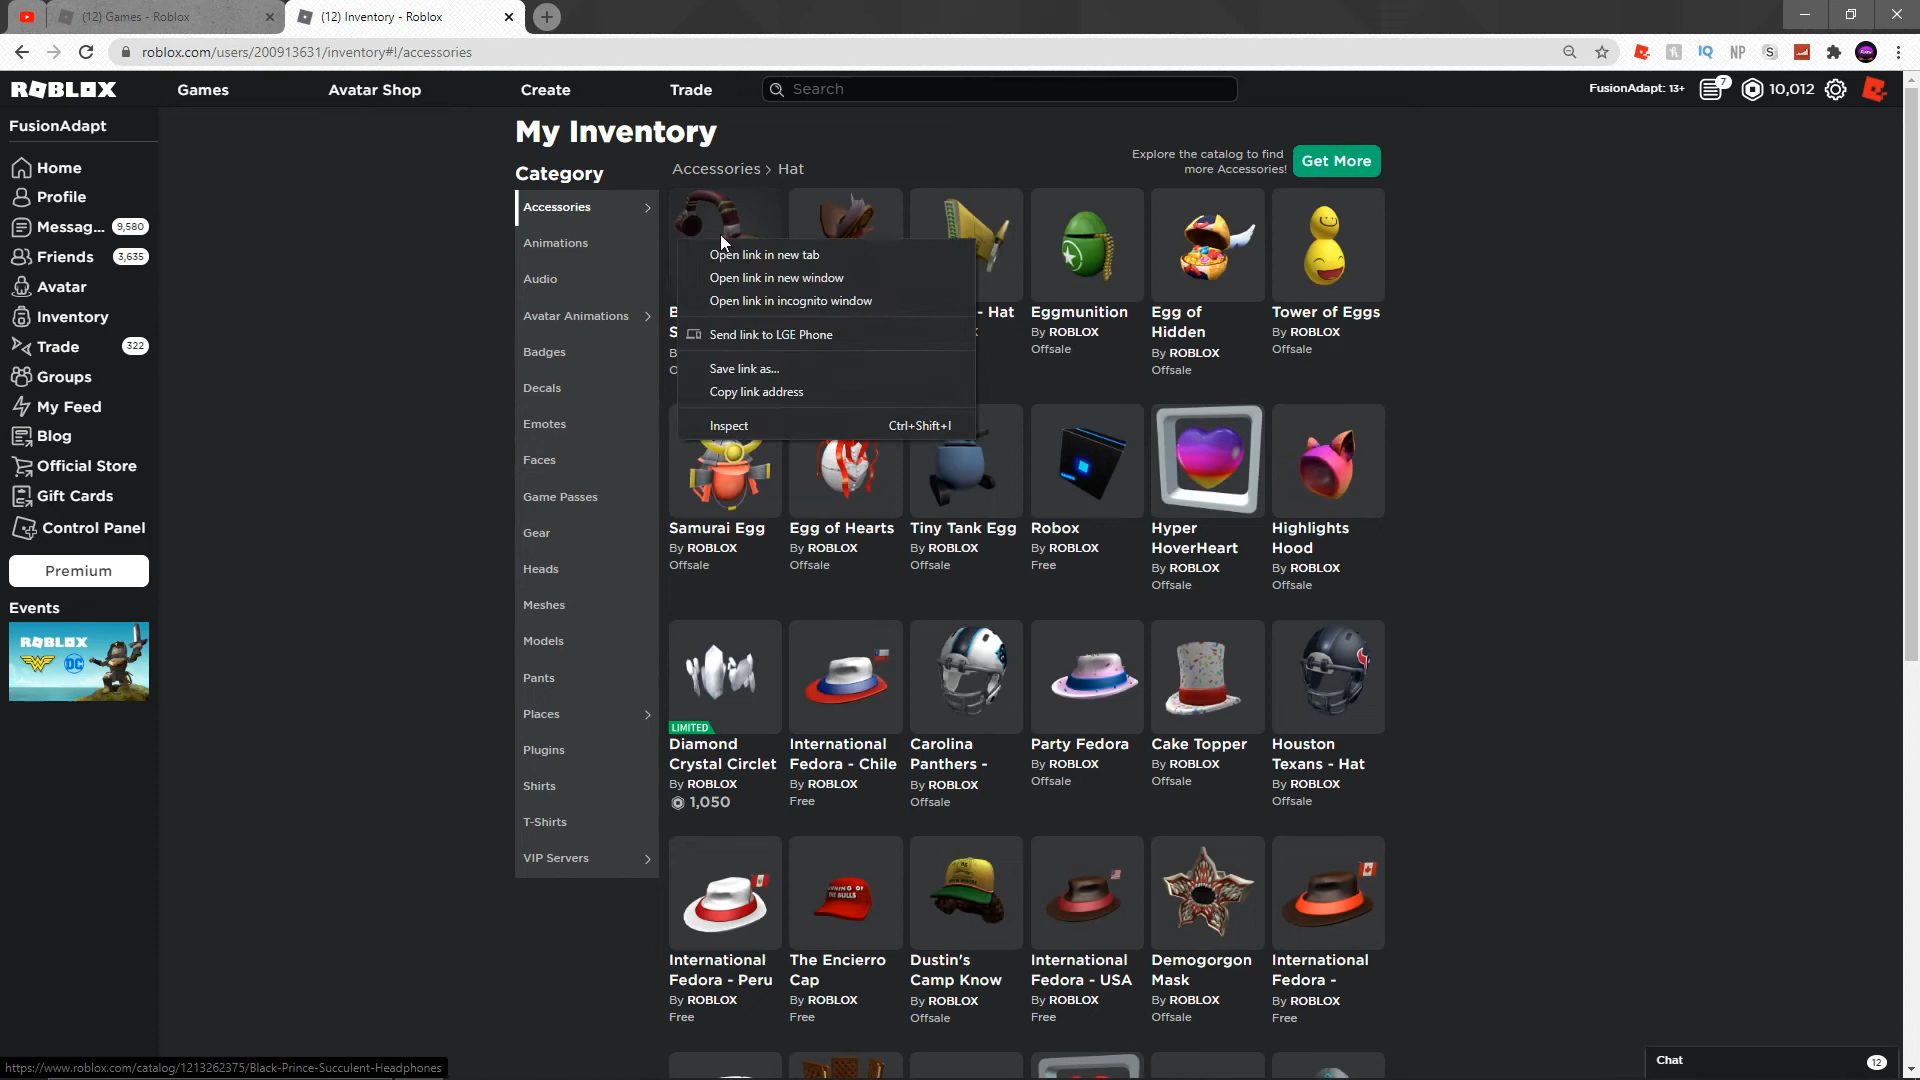 (12) Games - Roblox
(12) Inventory - Roblox
roblox.com/users/200913631/inventory#!/accessories
IQ
NP
S
ROBLOX
Games
Avatar Shop
Create
Trade
Search
FusionAdapt: 13+
7
10,012
FusionAdapt
Home
Profile
Messag... 9,580
Friends 3,635
Avatar
Inventory
Trade 322
Groups
My Feed
Blog
Official Store
Gift Cards
Control Panel
Premium
Events
ROBLOX
DC
My Inventory
Category
Accessories
Animations
Audio
Avatar Animations
Badges
Decals
Emotes
Faces
Game Passes
Gear
Heads
Meshes
Models
Pants
Places
Plugins
Shirts
T-Shirts
VIP Servers
Accessories > Hat
Explore the catalog to find
more Accessories!
Get More
Open link in new tab
Open link in new window
Open link in incognito window
Send link to LGE Phone
Save link as...
Copy link address
Inspect Ctrl+Shift+I
- Hat
Eggmunition
By ROBLOX
Offsale
Egg of
Hidden
By ROBLOX
Offsale
Tower of Eggs
By ROBLOX
Offsale
Samurai Egg
By ROBLOX
Offsale
Egg of Hearts
By ROBLOX
Offsale
Tiny Tank Egg
By ROBLOX
Offsale
Robox
By ROBLOX
Free
Hyper
HoverHeart
By ROBLOX
Offsale
Highlights
Hood
By ROBLOX
Offsale
LIMITED
Diamond
Crystal Circlet
By ROBLOX
1,050
International
Fedora - Chile
By ROBLOX
Free
Carolina
Panthers -
By ROBLOX
Offsale
Party Fedora
By ROBLOX
Offsale
Cake Topper
By ROBLOX
Offsale
Houston
Texans - Hat
By ROBLOX
Offsale
International
Fedora - Peru
By ROBLOX
Free
The Encierro
Cap
By ROBLOX
Free
Dustin's
Camp Know
By ROBLOX
Offsale
International
Fedora - USA
By ROBLOX
Free
Demogorgon
Mask
By ROBLOX
Offsale
International
Fedora -
By ROBLOX
Free
https://www.roblox.com/catalog/1213262375/Black-Prince-Succulent-Headphones
Chat
12